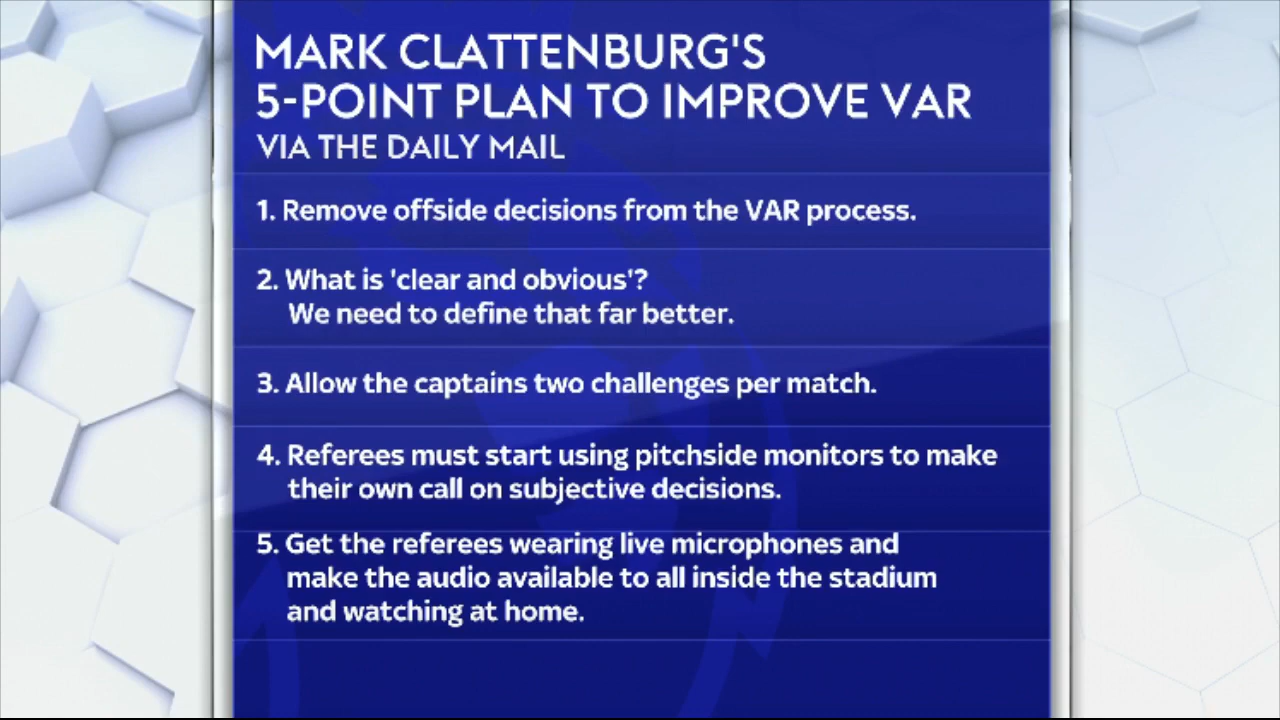 MARK CLATTENBURG'S
5-POINT PLAN TO IMPROVE VAR
VIA THE DAILY MAIL
1. Remove offside decisions from the VAR process.
2. What is 'clear and obvious'?
We need to define that far better.
3. Allow the captains two challenges per match.
4. Referees must start using pitchside monitors to make
their own call on subjective decisions.
5. Get the referees wearing live microphones and
make the audio available to all inside the stadium
and watching at home.